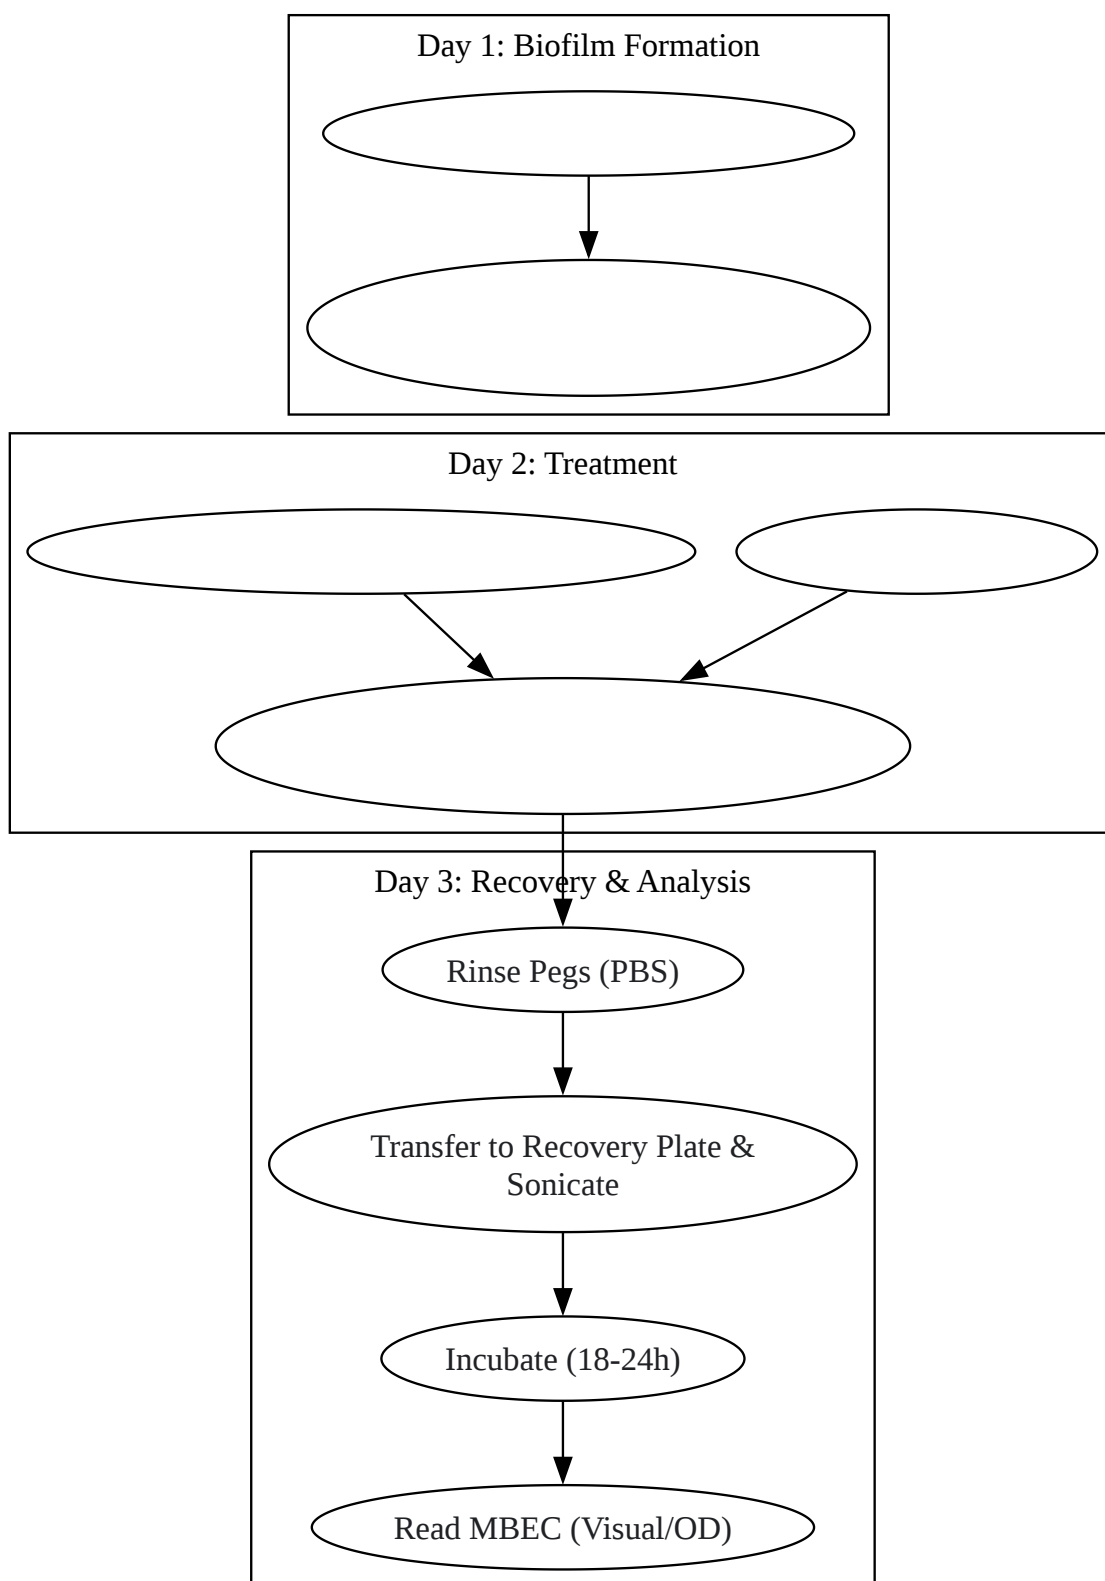 Day 1: Biofilm Formation
Day 2: Treatment
Day 3: Recovery & Analysis
Rinse Pegs (PBS)
Transfer to Recovery Plate &
Sonicate
Incubate (18-24h)
Read MBEC (Visual/OD)